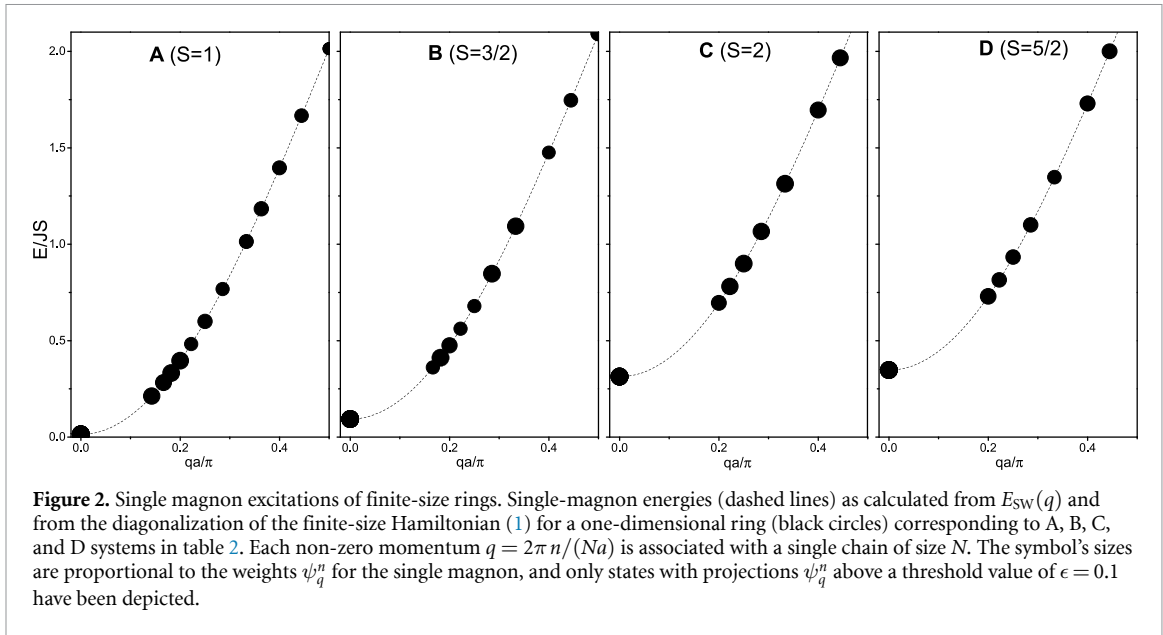 A (S=1)
B (S=3/2)
C (S=2)
D (S=5/2)
E/JS
2.0
1.5
1.0
0.5
0.0
0.0 0.2 0.4
0.0 0.2 0.4
0.0 0.2 0.4
0.0 0.2 0.4
qa/π
qa/π
qa/π
qa/π
Figure 2. Single magnon excitations of finite-size rings. Single-magnon energies (dashed lines) as calculated from E_SW(q) and
from the diagonalization of the finite-size Hamiltonian (1) for a one-dimensional ring (black circles) corresponding to A, B, C,
and D systems in table 2. Each non-zero momentum q = 2π n/(Na) is associated with a single chain of size N. The symbol's sizes
are proportional to the weights ψ_q^n for the single magnon, and only states with projections ψ_q^n above a threshold value of ϵ = 0.1
have been depicted.